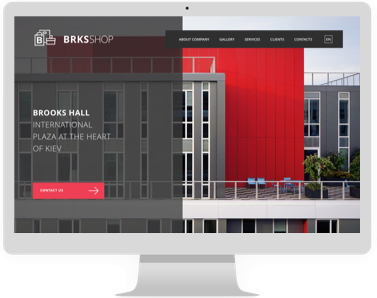 BRKSSHOP
ABOUT COMPANY GALLERY SERVICES CLIENTS CONTACTS EN
BROOKS HALL
INTERNATIONAL
PLAZA AT THE HEART
OF KIEV
CONTACT US